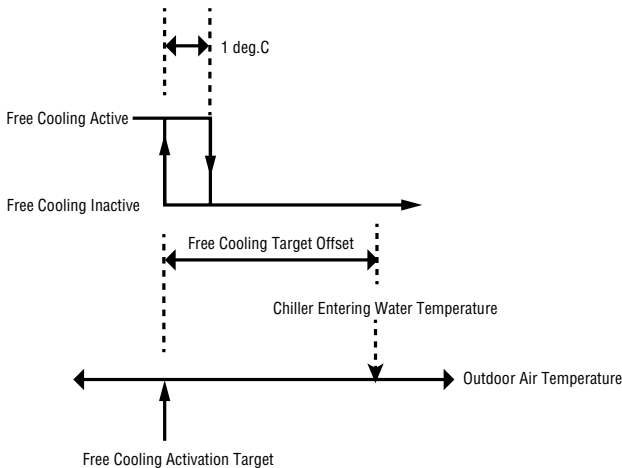 1 deg.C
Free Cooling Active
Free Cooling Inactive
Free Cooling Target Offset
Chiller Entering Water Temperature
Outdoor Air Temperature
Free Cooling Activation Target